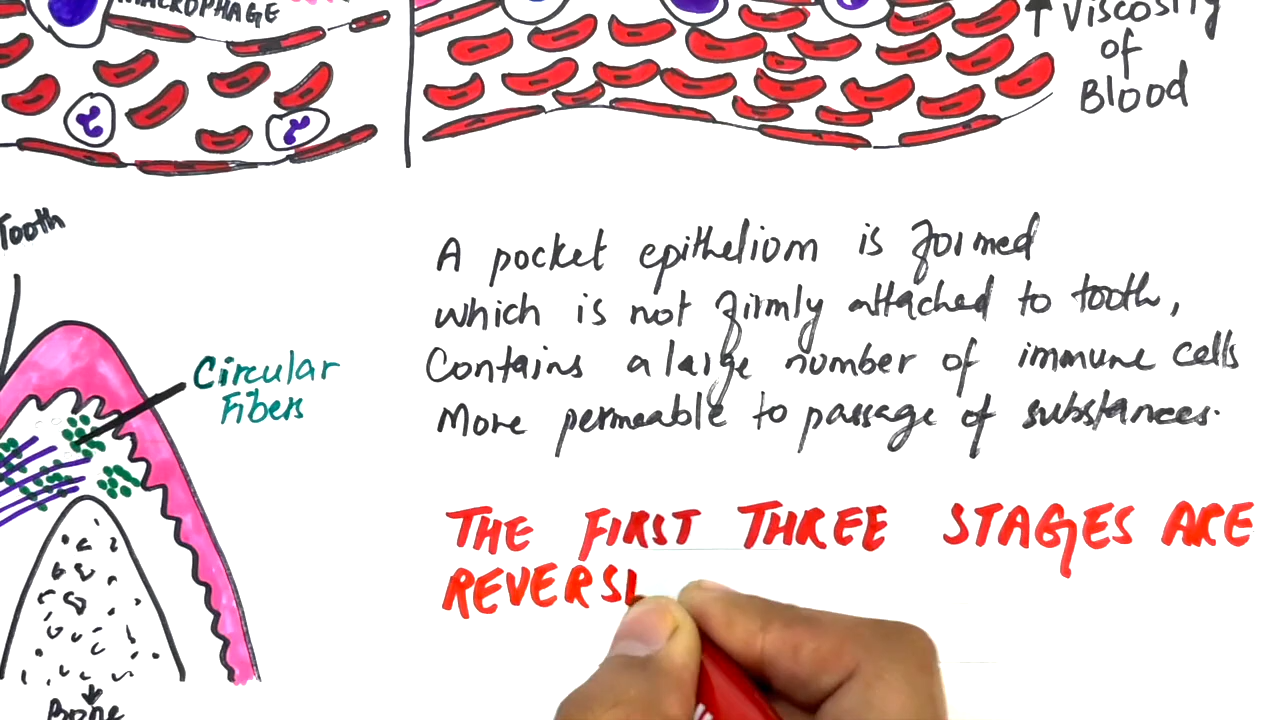 MACROPHAGE
Viscosity
of
Blood
Tooth
Circular
Fibers
A pocket epitheliom is formed
which is not firmly attached to tooth,
Contains a large number of immune cells
More permeable to passage of substances.
THE FIRST THREE STAGES ARE
REVERSI
Bone